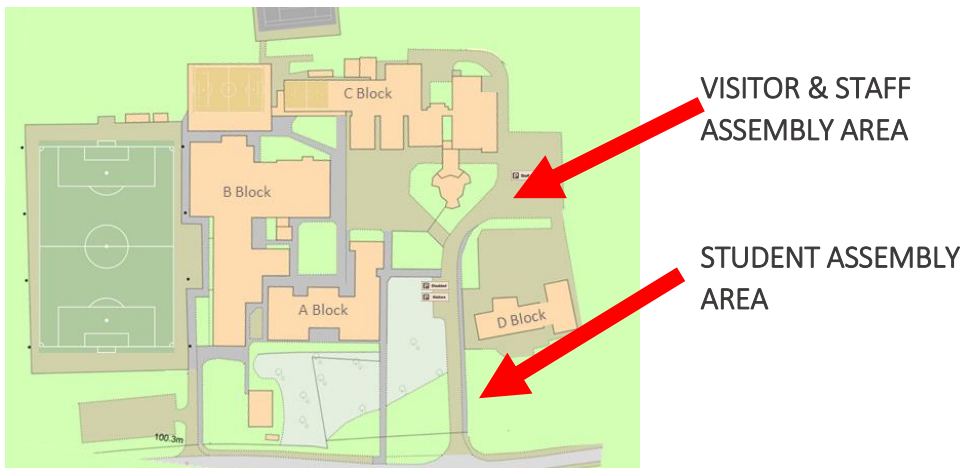 VISITOR & STAFF
ASSEMBLY AREA
C Block
B Block
STUDENT ASSEMBLY
AREA
Disabled
Visitors
A Block
D Block
100.3m